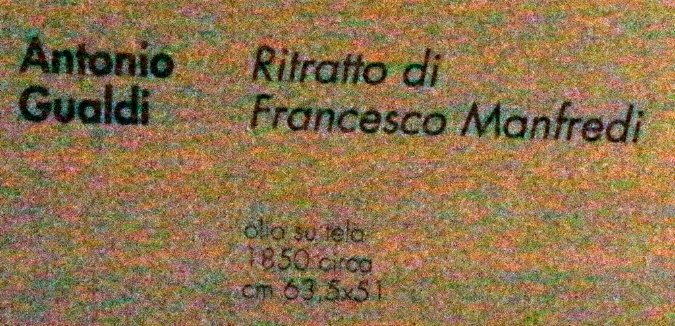 Antonio
Gualdi
Ritratto di
Francesco Manfredi
olio su tela
1850 circa
cm 63,5x51